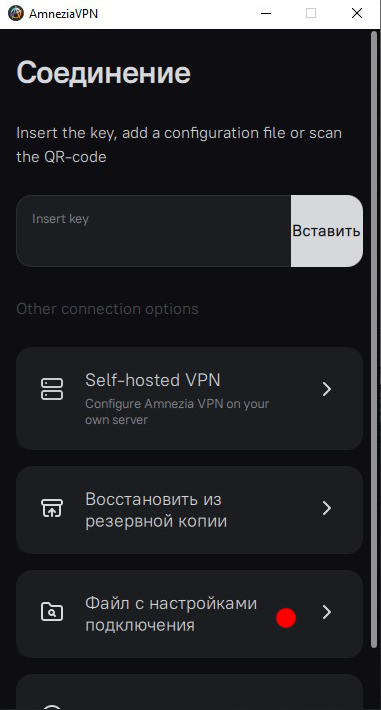 AmneziaVPN
Соединение
Insert the key, add a configuration file or scan
the QR-code
Insert key
Вставить
Other connection options
Self-hosted VPN
Configure Amnezia VPN on your
own server
Восстановить из
резервной копии
Файл с настройками
подключения